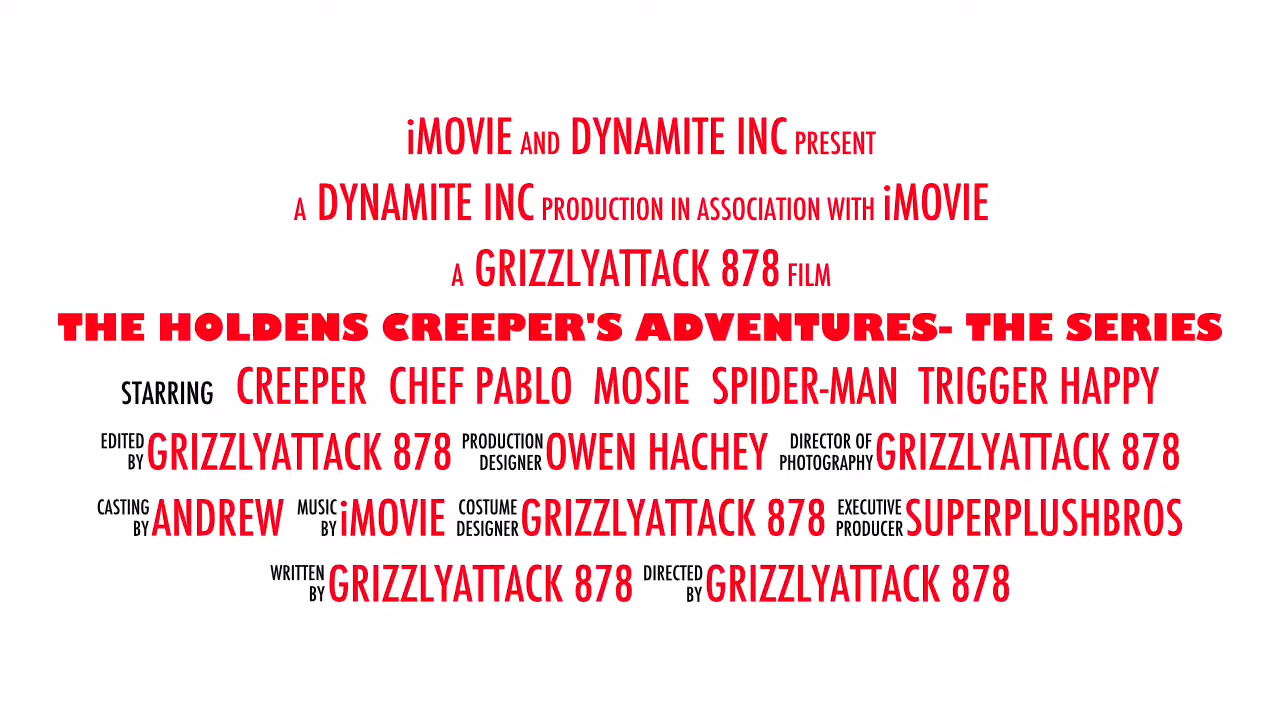 iMOVIE AND DYNAMITE INC PRESENT
A DYNAMITE INC PRODUCTION IN ASSOCIATION WITH iMOVIE
A GRIZZLYATTACK 878 FILM
THE HOLDENS CREEPER'S ADVENTURES- THE SERIES
STARRING CREEPER CHEF PABLO MOSIE SPIDER-MAN TRIGGER HAPPY
EDITED BY GRIZZLYATTACK 878 PRODUCTION DESIGNER OWEN HACHEY DIRECTOR OF PHOTOGRAPHY GRIZZLYATTACK 878
CASTING BY ANDREW MUSIC BY iMOVIE COSTUME DESIGNER GRIZZLYATTACK 878 EXECUTIVE PRODUCER SUPERPLUSHBROS
WRITTEN BY GRIZZLYATTACK 878 DIRECTED BY GRIZZLYATTACK 878